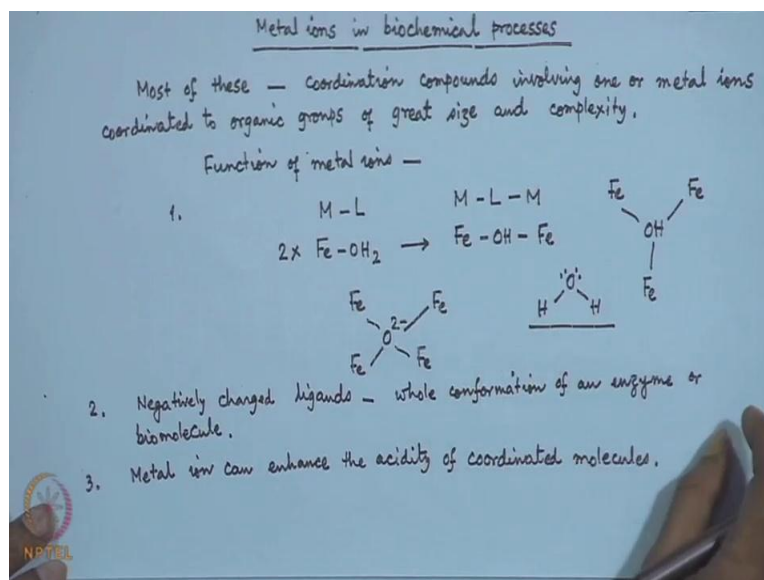 Metal ions in biochemical processes
Most of these — coordination compounds involving one or metal ions
coordinated to organic groups of great size and complexity.
Function of metal ions —
1.
M - L
M - L - M
2x Fe - OH2 → Fe - OH - Fe
Fe Fe
OH
Fe
:O:
H H
Fe Fe
O2-
Fe Fe
2. Negatively charged ligands - whole conformation of an enzyme or
biomolecule.
3. Metal ion can enhance the acidity of coordinated molecules.
NPTEL